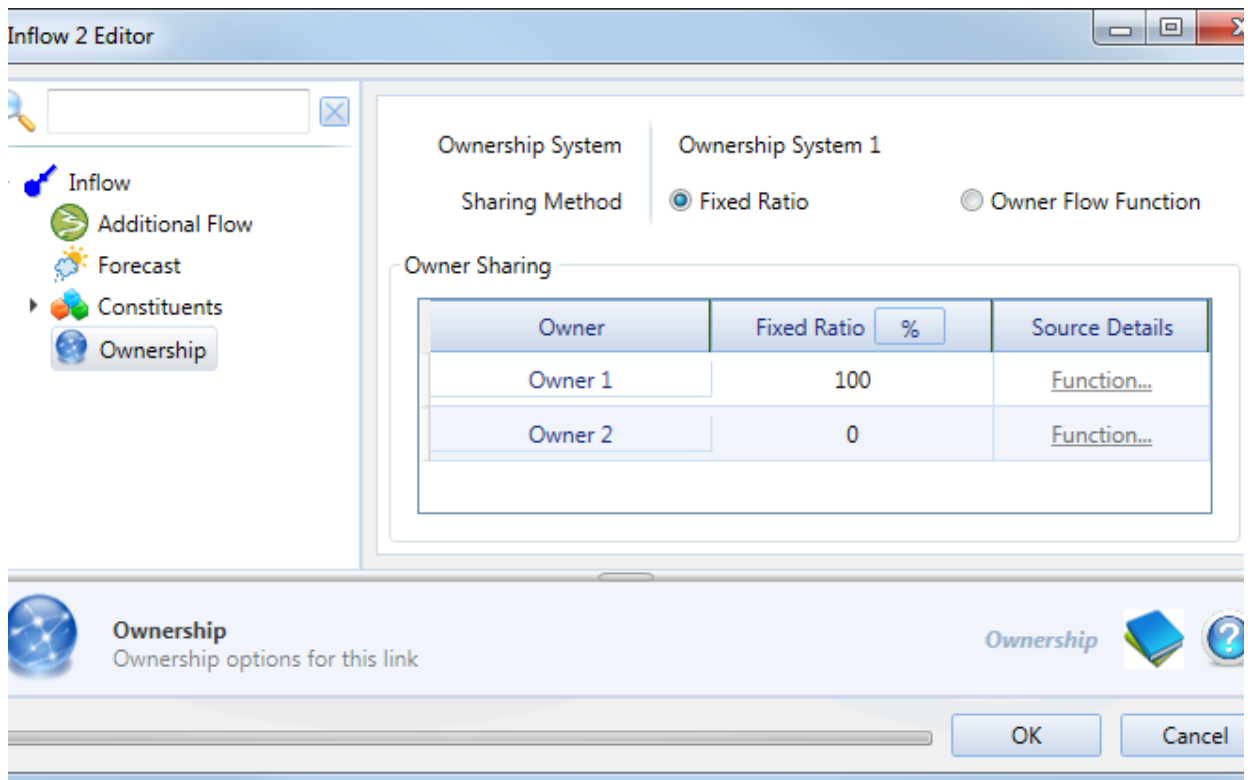 Inflow 2 Editor
Inflow
Additional Flow
Forecast
Constituents
Ownership
Ownership System Ownership System 1
Sharing Method Fixed Ratio Owner Flow Function
Owner Sharing
Owner Fixed Ratio % Source Details
Owner 1 100 Function...
Owner 2 0 Function...
Ownership
Ownership options for this link
Ownership
OK Cancel